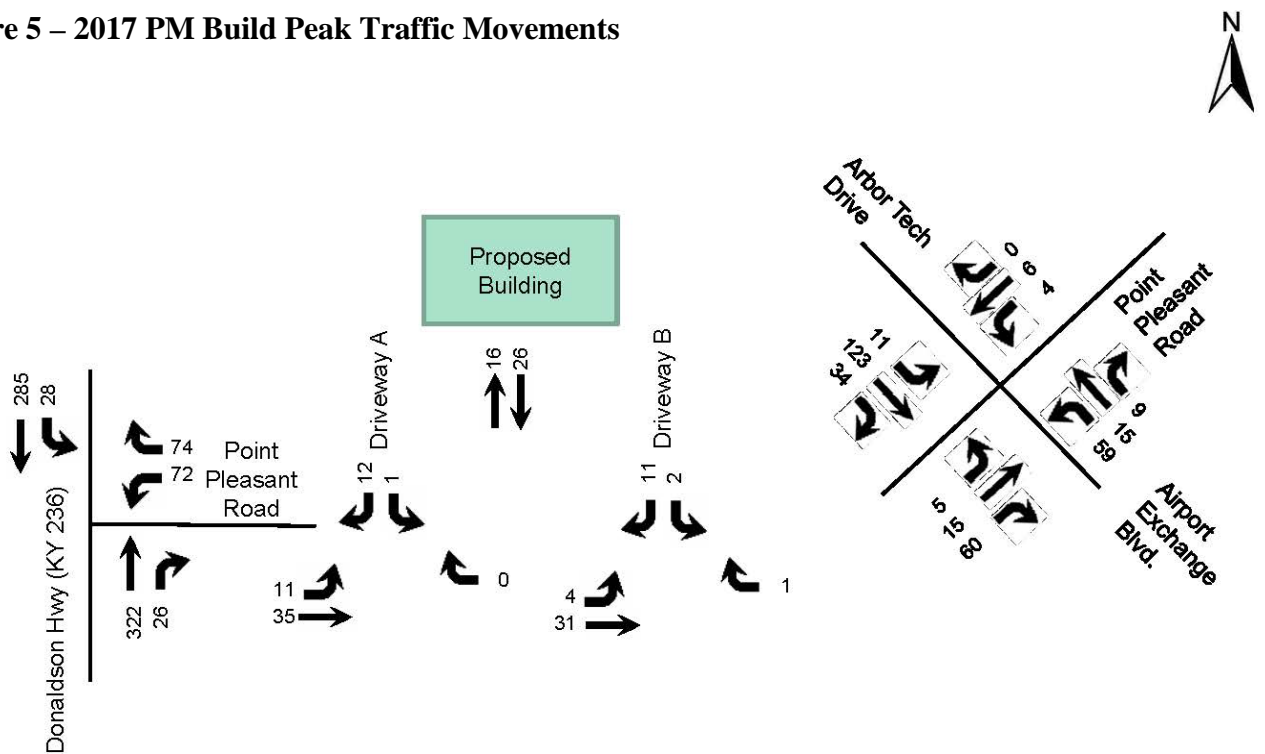 re 5 – 2017 PM Build Peak Traffic Movements
N
Arbor Tech
Drive
0
6
4
Point
Pleasant
Road
11
123
34
9
15
59
5
15
60
Airport
Exchange
Blvd.
Proposed
Building
16
26
Driveway A
Driveway B
285
28
74
72
Point
Pleasant
Road
12
1
11
2
Donaldson Hwy (KY 236)
322
26
11
35
0
4
31
1